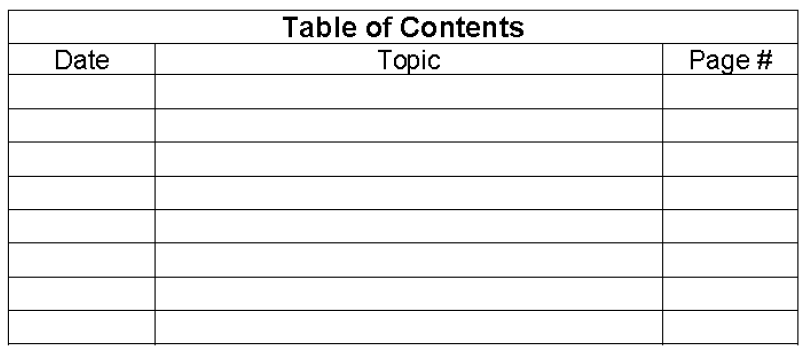 Table of Contents
Date Topic Page #